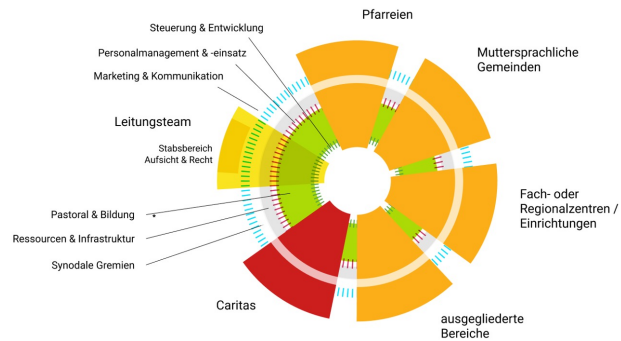 Pfarreien
Steuerung & Entwicklung
Personalmanagement & -einsatz
Marketing & Kommunikation
Muttersprachliche
Gemeinden
Leitungsteam
Stabsbereich
Aufsicht & Recht
Fach- oder
Regionalzentren /
Einrichtungen
Pastoral & Bildung
Ressourcen & Infrastruktur
Synodale Gremien
Caritas
ausgegliederte
Bereiche